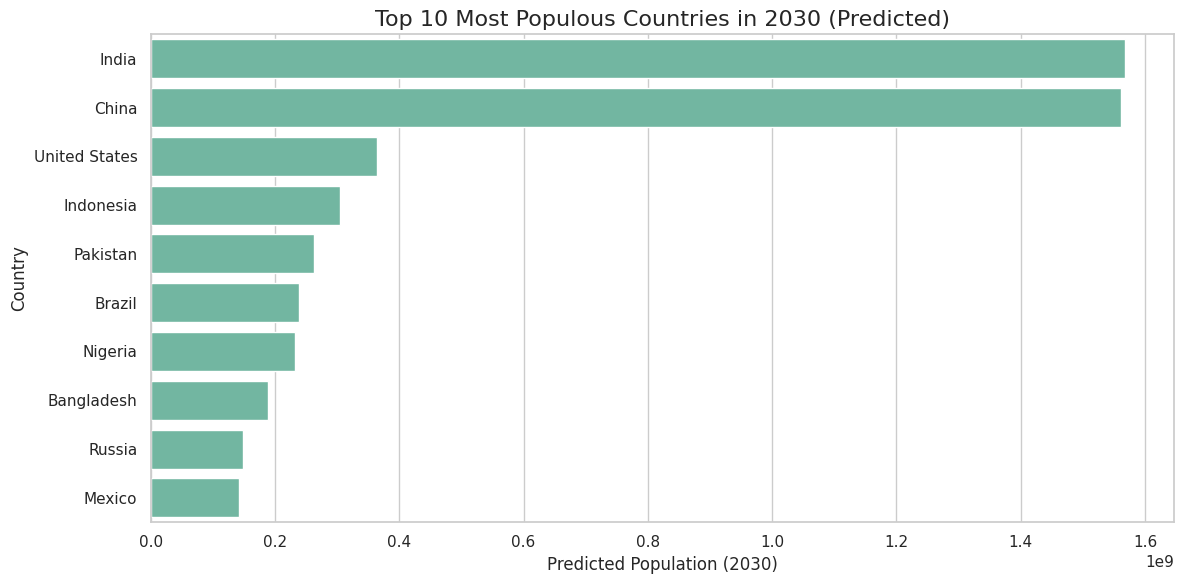 Top 10 Most Populous Countries in 2030 (Predicted)
India
China
United States
Indonesia
Pakistan
Brazil
Nigeria
Bangladesh
Russia
Mexico
Country
0.0 0.2 0.4 0.6 0.8 1.0 1.2 1.4 1.6
1e9
Predicted Population (2030)